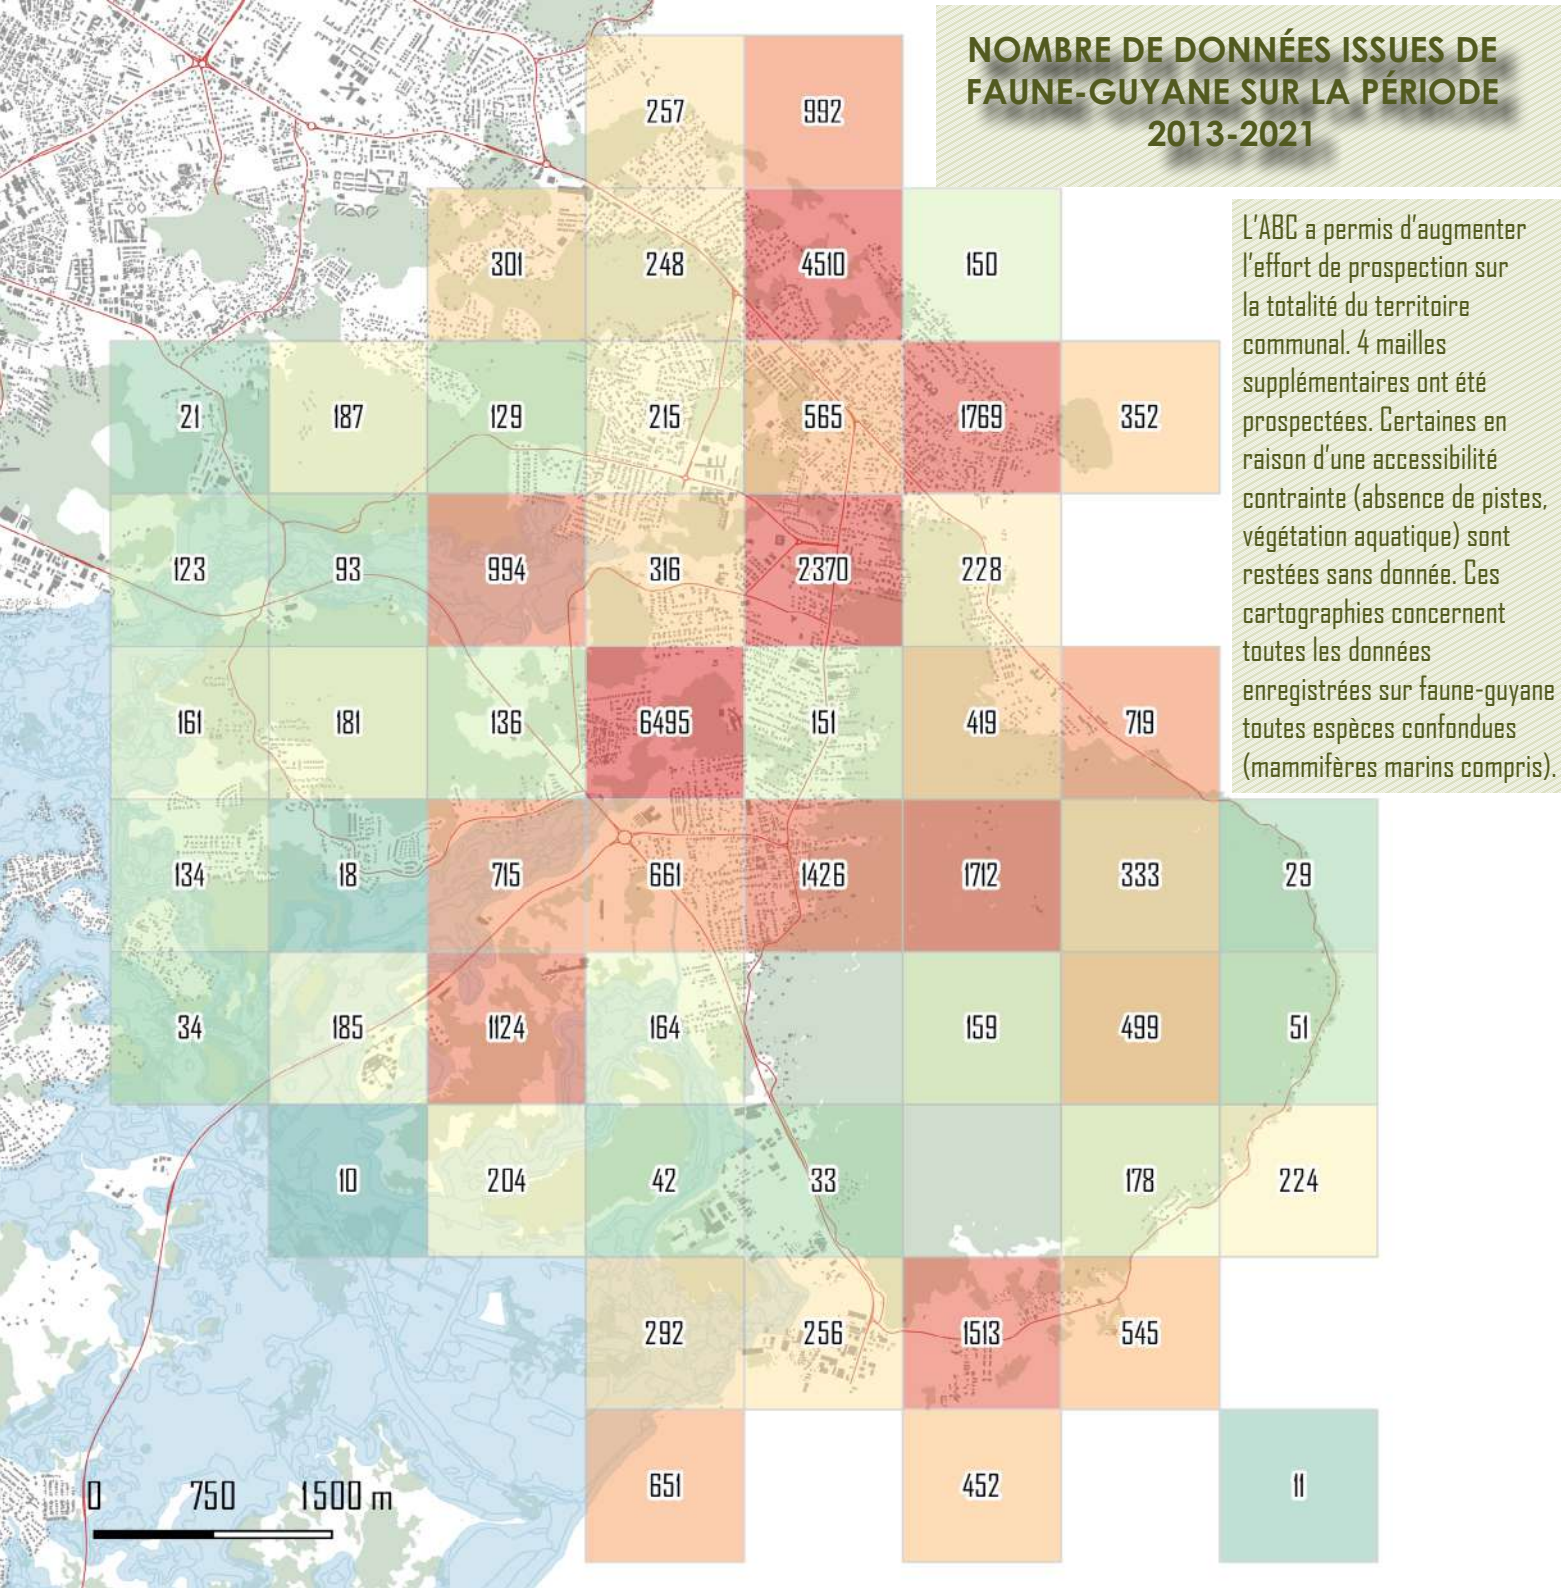 NOMBRE DE DONNÉES ISSUES DE
FAUNE-GUYANE SUR LA PÉRIODE
2013-2021
L'ABC a permis d'augmenter
l'effort de prospection sur
la totalité du territoire
communal. 4 mailles
supplémentaires ont été
prospectées. Certaines en
raison d'une accessibilité
contrainte (absence de pistes,
végétation aquatique) sont
restées sans donnée. Ces
cartographies concernent
toutes les données
enregistrées sur faune-guyane
toutes espèces confondues
(mammifères marins compris).
257 992
301 248 4510 150
21 187 129 215 565 1769 352
123 93 994 316 2370 228
161 181 136 6495 151 419 719
134 18 715 661 1426 1712 333 29
34 185 1124 164 159 499 51
10 204 42 33 178 224
292 256 1513 545
651 452 11
0 750 1500 m